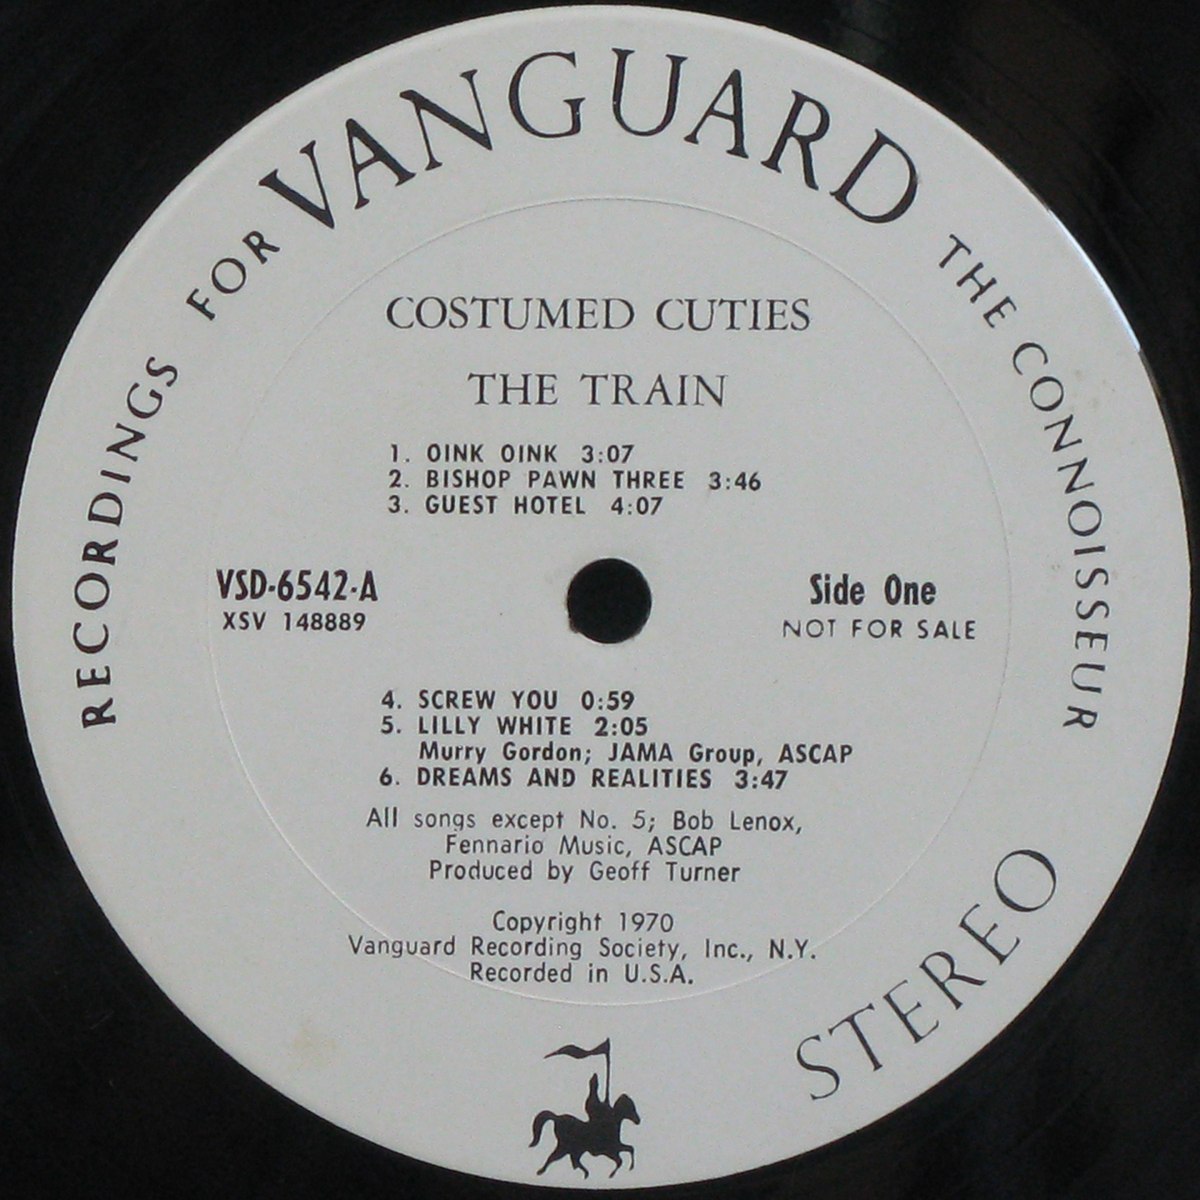 RECORDINGS FOR VANGUARD THE CONNOISSEUR
COSTUMED CUTIES
THE TRAIN
1. OINK OINK 3:07
2. BISHOP PAWN THREE 3:46
3. GUEST HOTEL 4:07
VSD-6542-A
XSV 148889
Side One
NOT FOR SALE
4. SCREW YOU 0:59
5. LILLY WHITE 2:05
Murry Gordon; JAMA Group, ASCAP
6. DREAMS AND REALITIES 3:47
All songs except No. 5; Bob Lenox,
Fennario Music, ASCAP
Produced by Geoff Turner
Copyright 1970
Vanguard Recording Society, Inc., N.Y.
Recorded in U.S.A.
STEREO